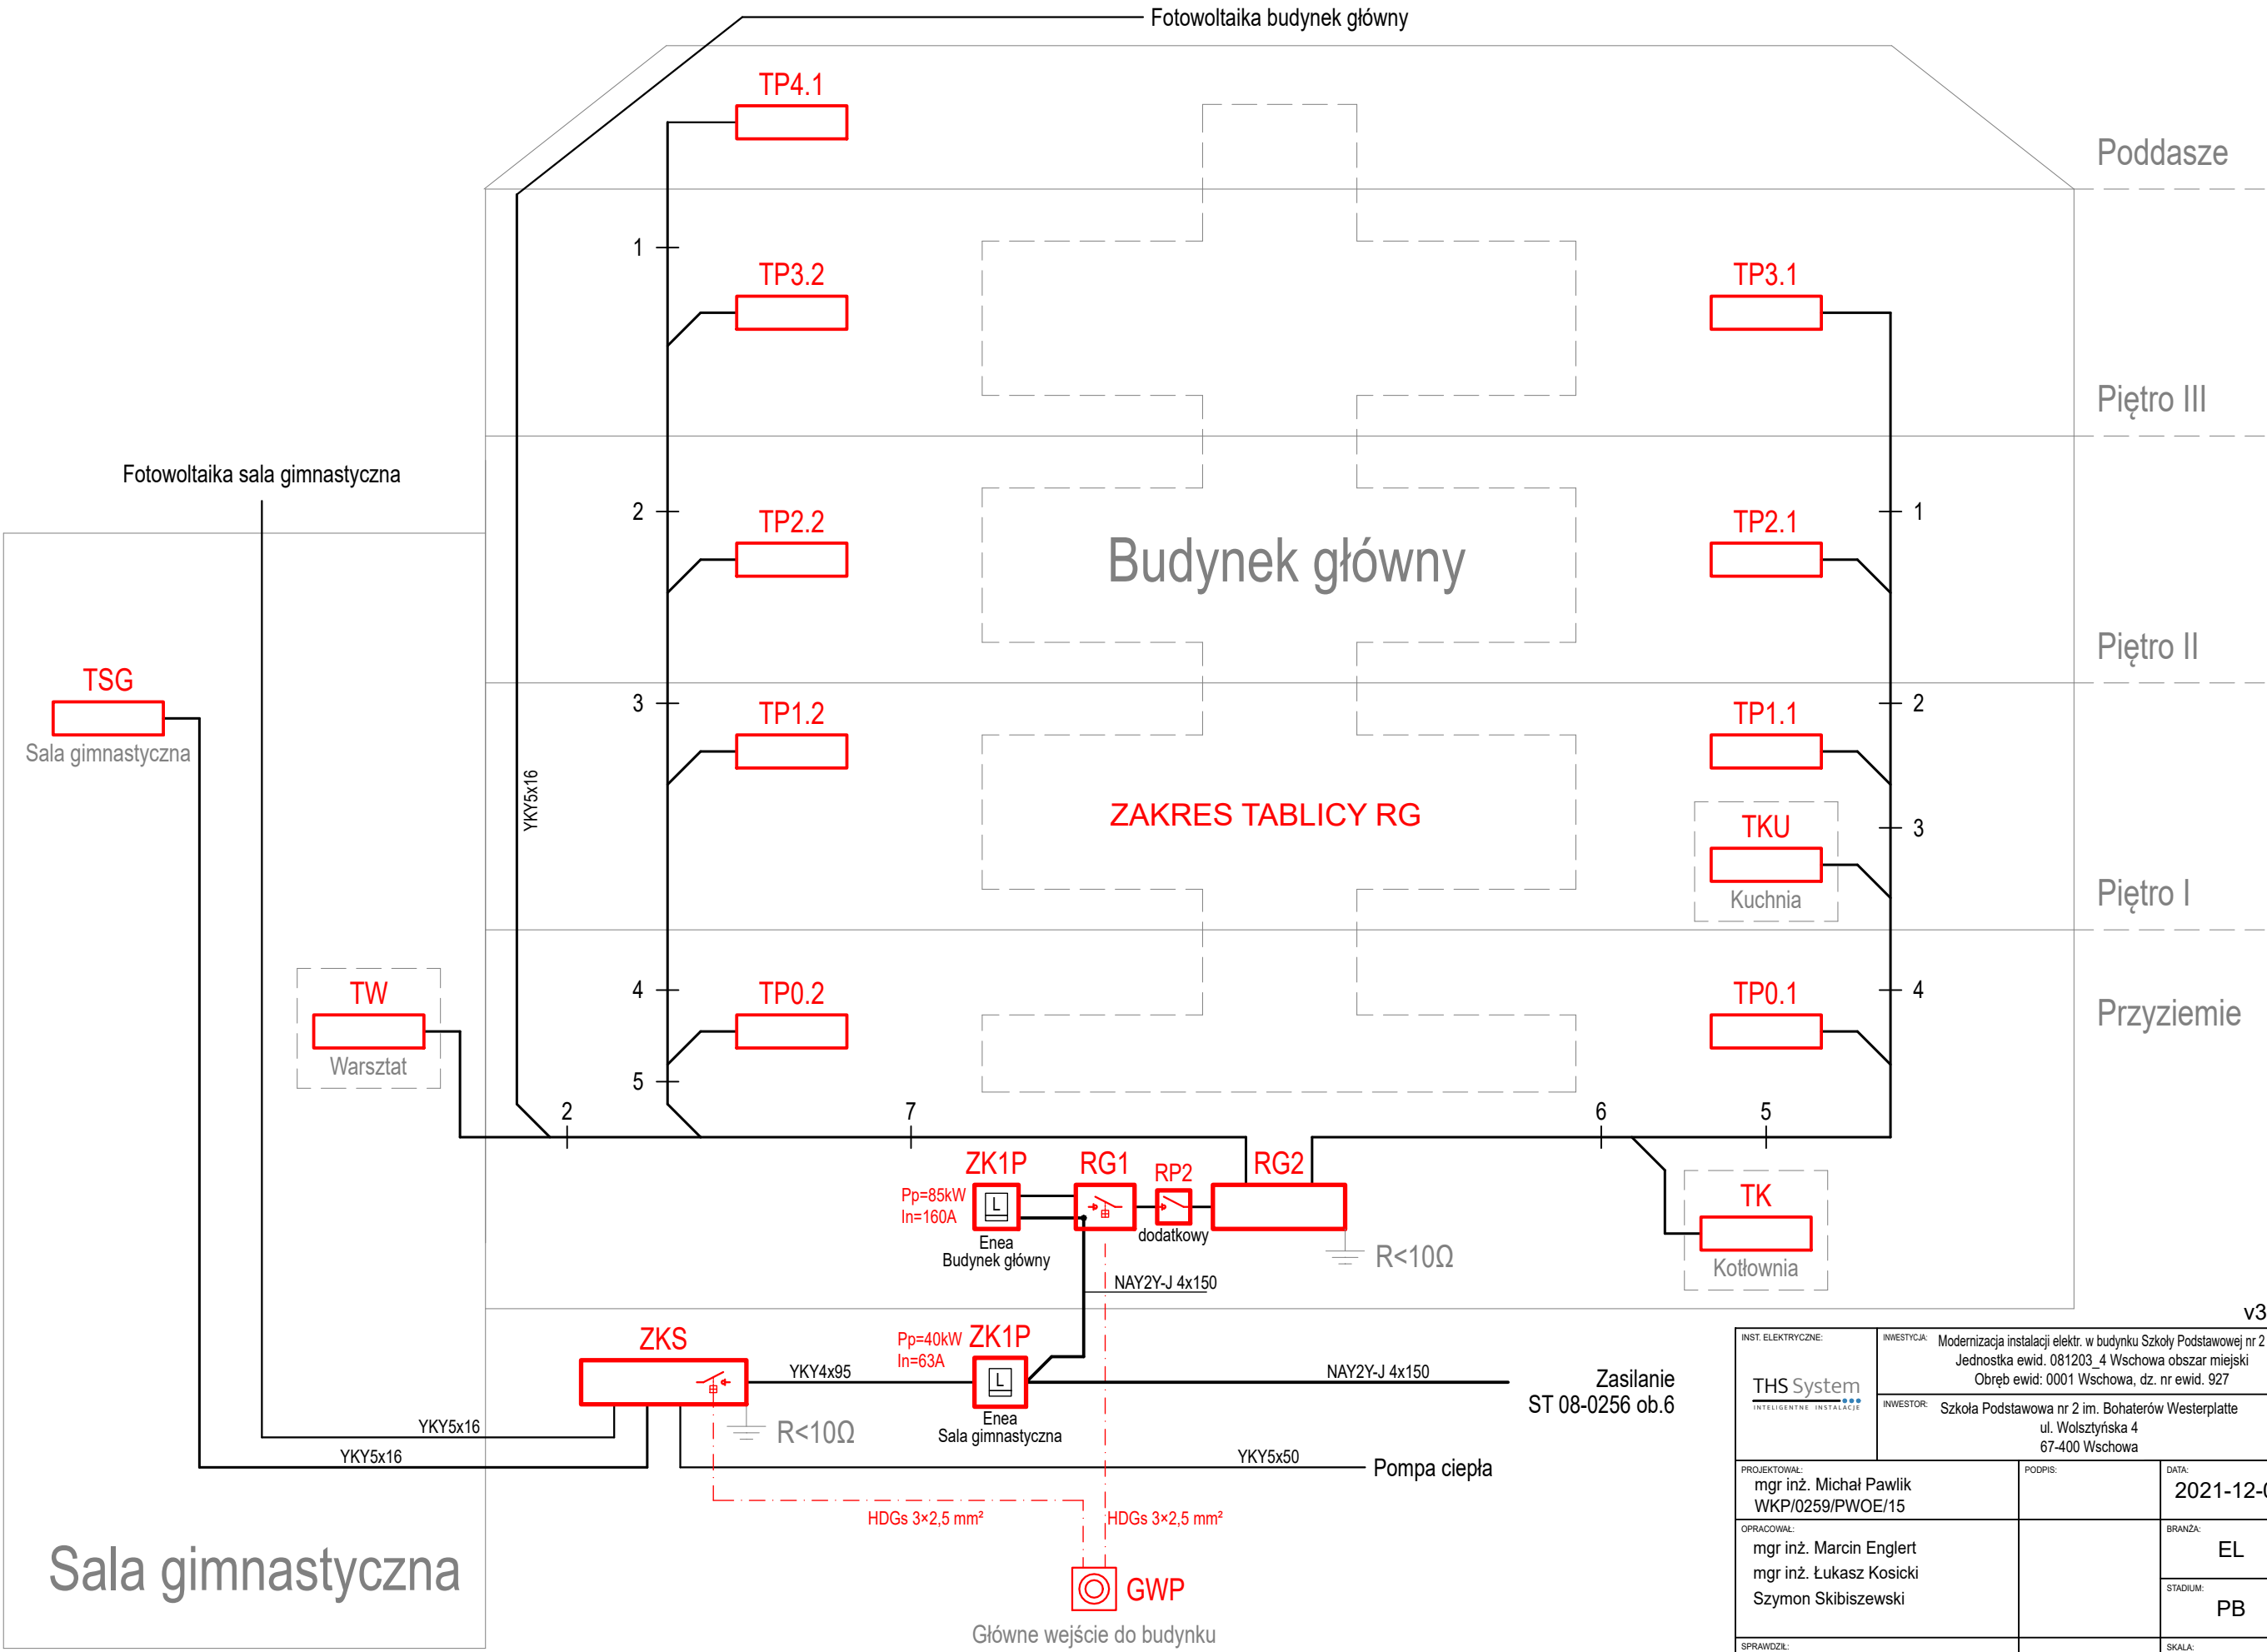 Fotowoltaika budynek główny
TP4.1
Poddasze
1
TP3.2
TP3.1
Piętro III
Fotowoltaika sala gimnastyczna
2
TP2.2
Budynek główny
TP2.1
1
Piętro II
TSG
Sala gimnastyczna
3
TP1.2
TP1.1
2
YKY5x16
ZAKRES TABLICY RG
TKU
3
Kuchnia
Piętro I
TW
Warsztat
4
TP0.2
TP0.1
4
Przyziemie
5
2
7
6
5
ZK1P
RG1
RP2
RG2
Pp=85kW
In=160A
L
Enea
Budynek główny
dodatkowy
R<10Ω
TK
Kotłownia
NAY2Y-J 4x150
v3
ZKS
Pp=40kW
In=63A
ZK1P
L
YKY4x95
NAY2Y-J 4x150
Zasilanie
ST 08-0256 ob.6
Enea
Sala gimnastyczna
R<10Ω
YKY5x16
YKY5x16
YKY5x50
Pompa ciepła
HDGs 3×2,5 mm²
HDGs 3×2,5 mm²
GWP
Główne wejście do budynku
Sala gimnastyczna
INST. ELEKTRYCZNE:
THS System
INTELIGENTNE INSTALACJE
INWESTYCJA: Modernizacja instalacji elektr. w budynku Szkoły Podstawowej nr 2
Jednostka ewid. 081203_4 Wschowa obszar miejski
Obręb ewid: 0001 Wschowa, dz. nr ewid. 927
INWESTOR: Szkoła Podstawowa nr 2 im. Bohaterów Westerplatte
ul. Wolsztyńska 4
67-400 Wschowa
PROJEKTOWAŁ:
mgr inż. Michał Pawlik
WKP/0259/PWOE/15
PODPIS:
DATA:
2021-12-0
OPRACOWAŁ:
mgr inż. Marcin Englert
mgr inż. Łukasz Kosicki
Szymon Skibiszewski
BRANŻA:
EL
STADIUM:
PB
SPRAWDZIŁ:
SKALA: